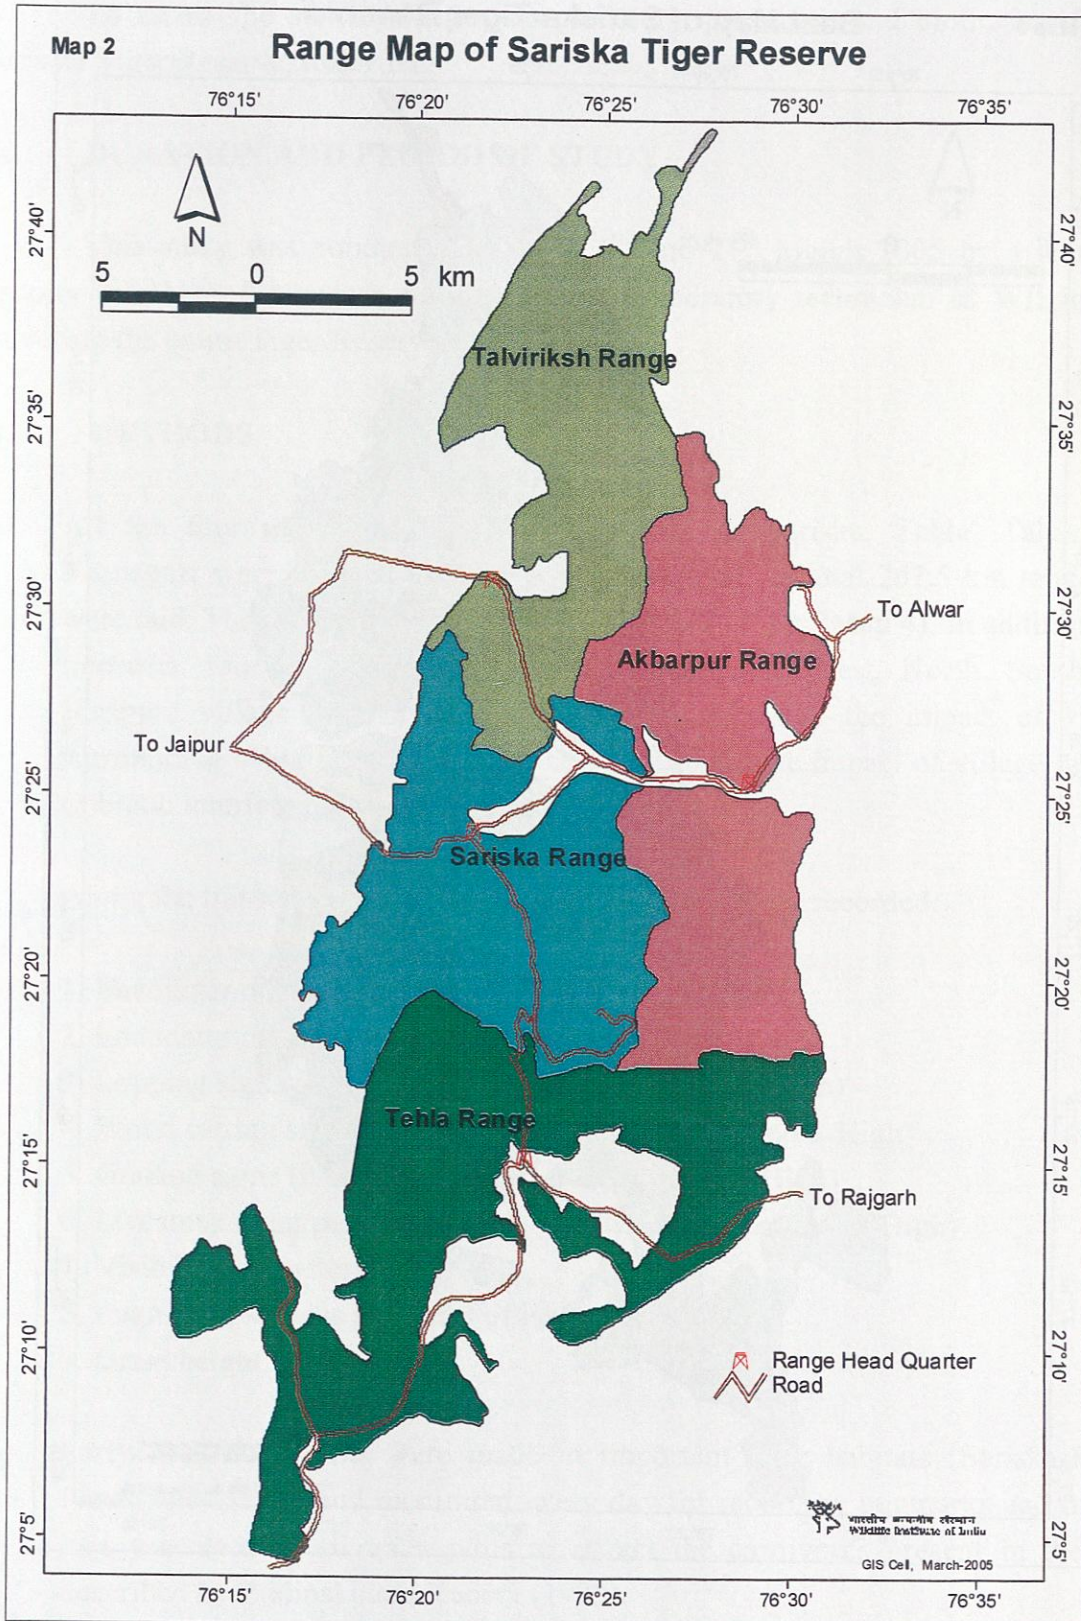 Map 2
Range Map of Sariska Tiger Reserve
76°15' 76°20' 76°25' 76°30' 76°35'
N
5 0 5 km
27°40' 27°40'
Talviriksh Range
27°35' 27°35'
27°30' 27°30'
To Alwar
Akbarpur Range
To Jaipur
27°25' 27°25'
Sariska Range
27°20' 27°20'
Tehla Range
27°15' 27°15'
To Rajgarh
27°10' 27°10'
Range Head Quarter
Road
भारतीय वन्यजीव संस्थान
Wildlife Institute of India
27°5' 27°5'
GIS Cell, March-2005
76°15' 76°20' 76°25' 76°30' 76°35'